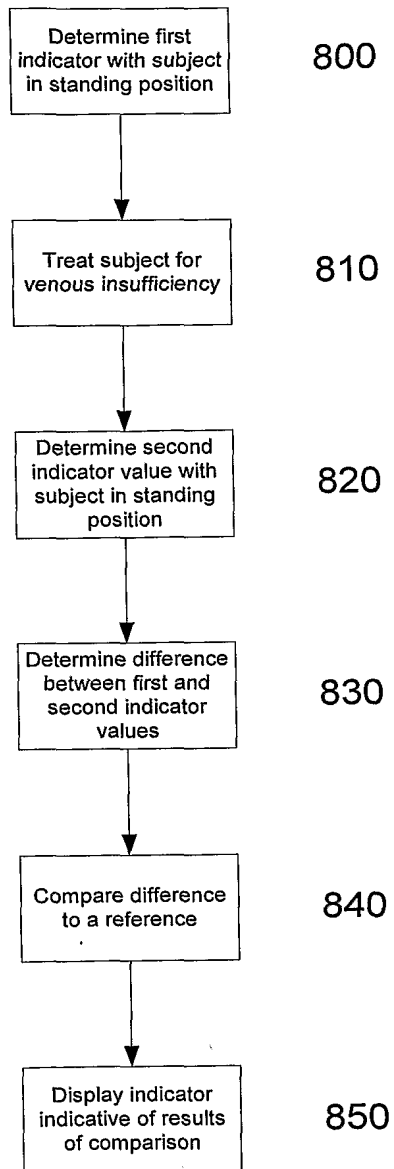 Determine first
indicator with subject
in standing position
800
Treat subject for
venous insufficiency
810
Determine second
indicator value with
subject in standing
position
820
Determine difference
between first and
second indicator
values
830
Compare difference
to a reference
840
Display indicator
indicative of results
of comparison
850